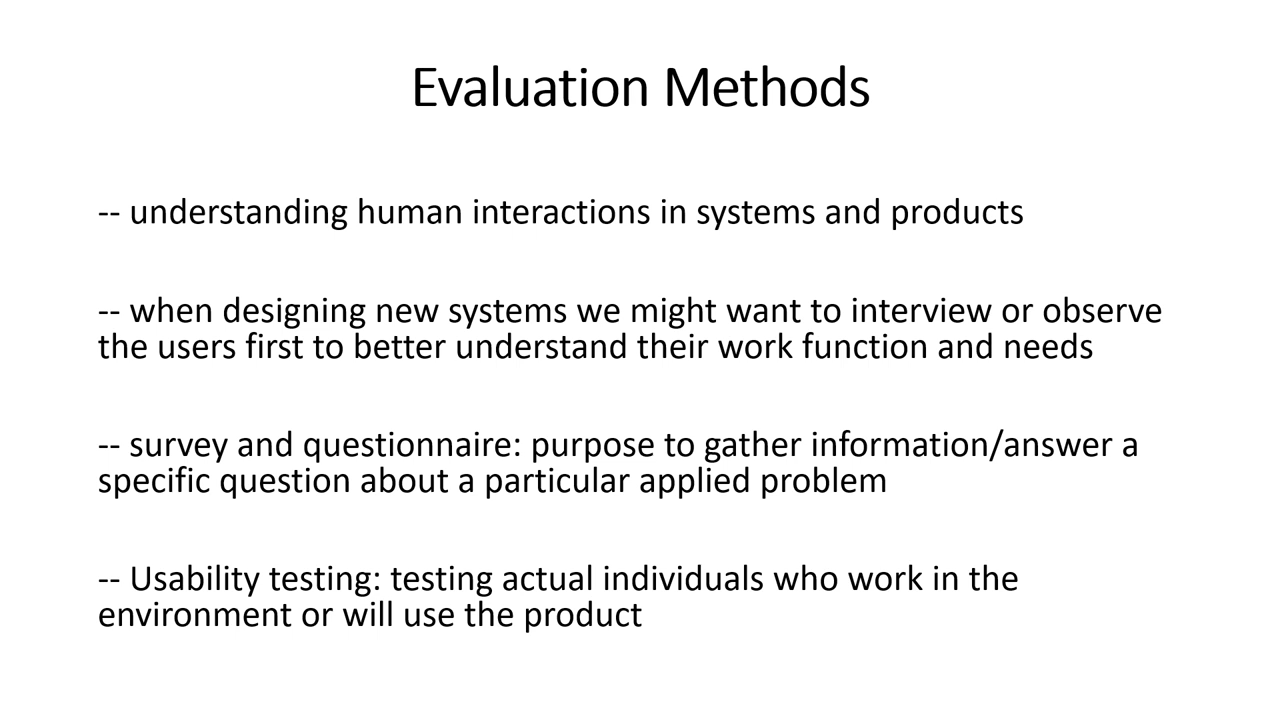 Evaluation Methods
-- understanding human interactions in systems and products
-- when designing new systems we might want to interview or observe
the users first to better understand their work function and needs
-- survey and questionnaire: purpose to gather information/answer a
specific question about a particular applied problem
-- Usability testing: testing actual individuals who work in the
environment or will use the product